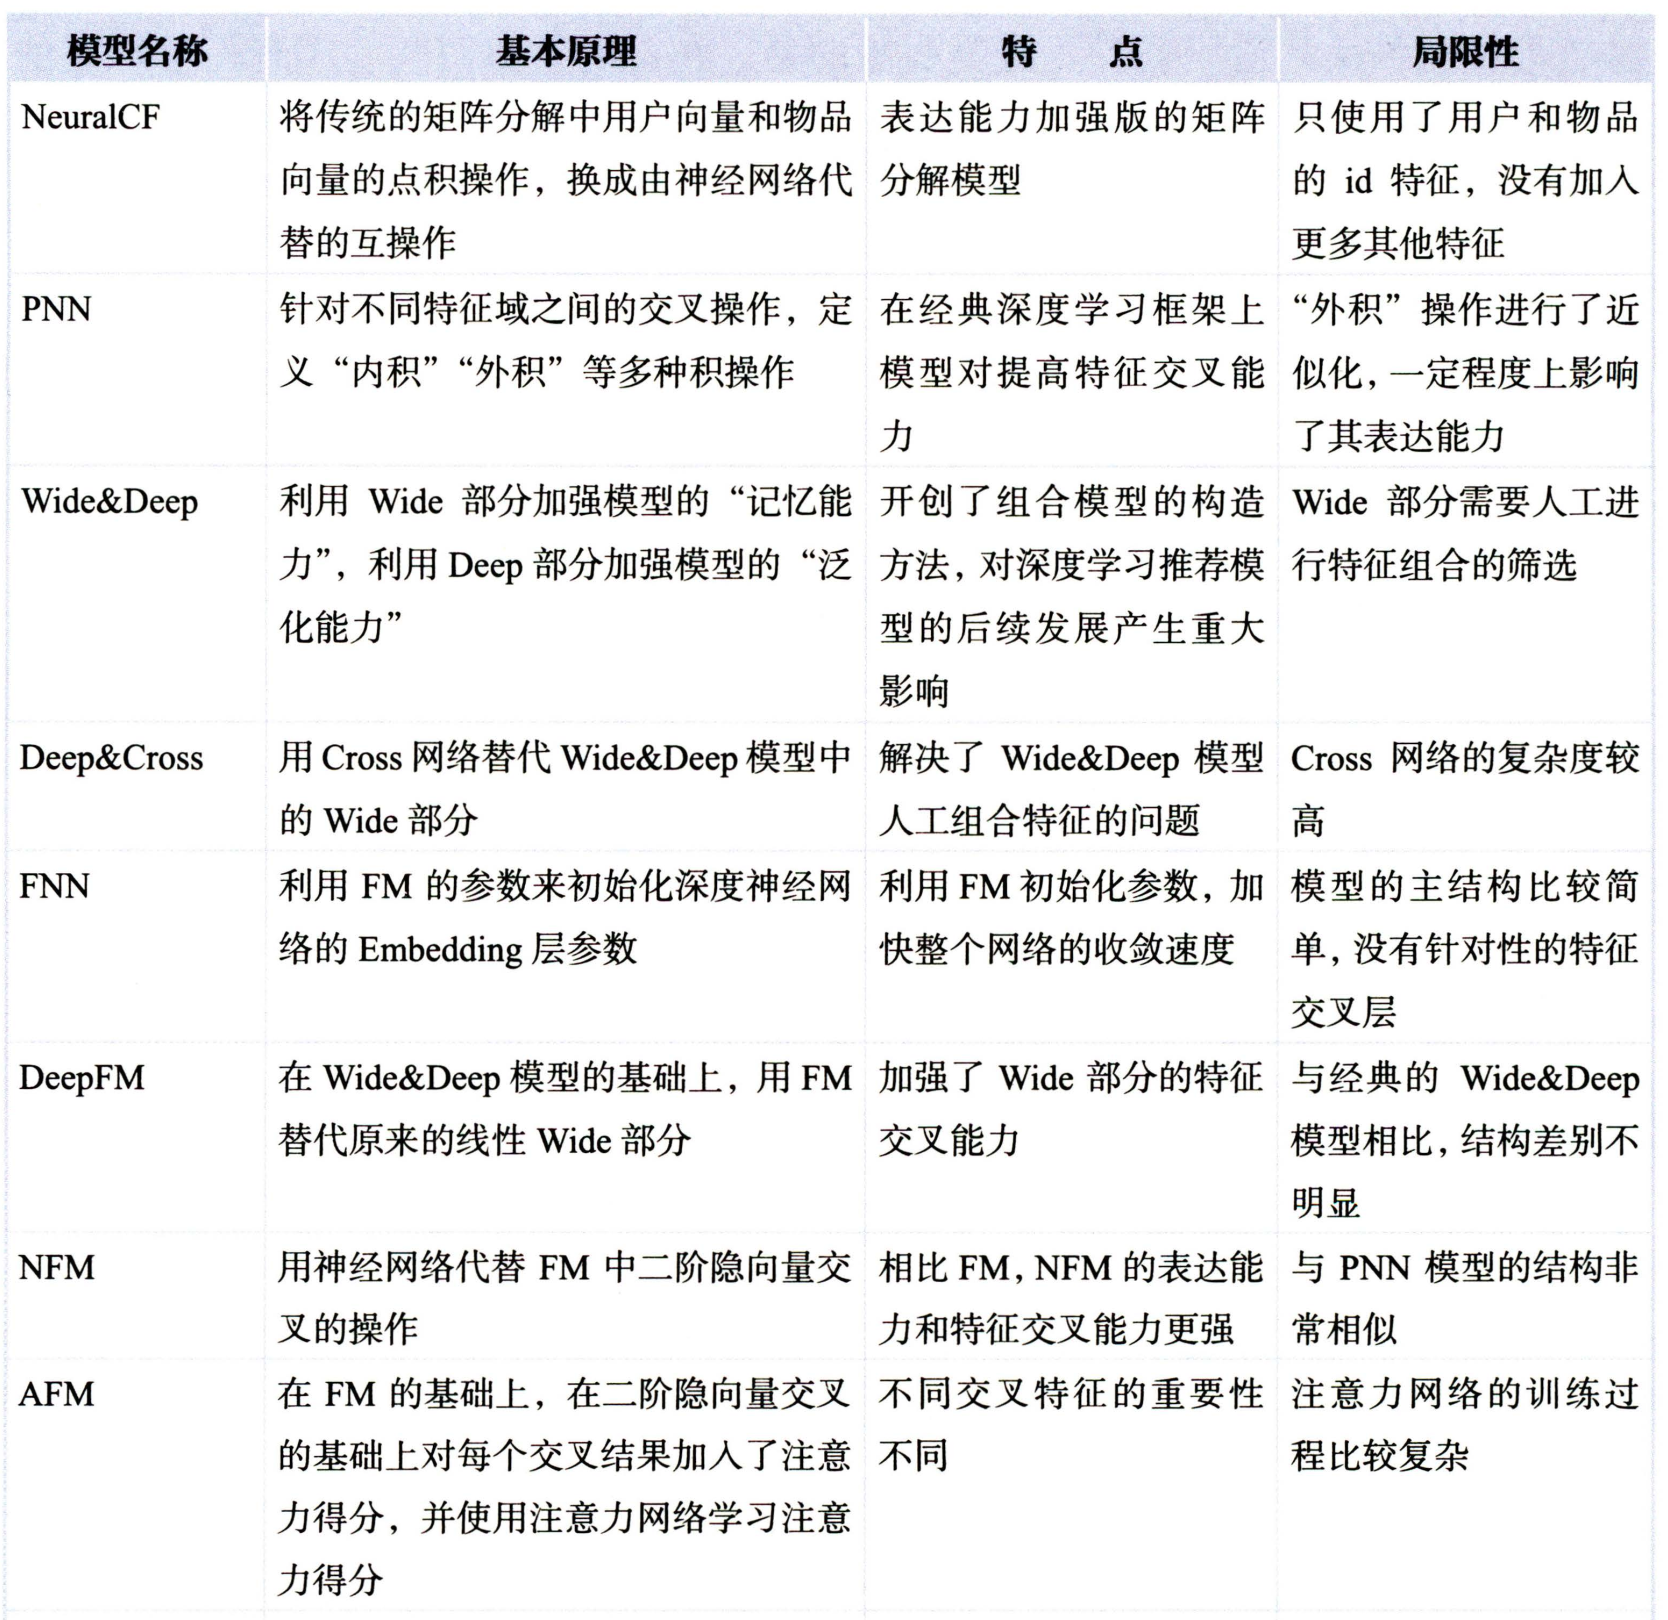 模型名称 基本原理 特 点 局限性
NeuralCF 将传统的矩阵分解中用户向量和物品 表达能力加强版的矩阵 只使用了用户和物品
向量的点积操作，换成由神经网络代 分解模型 的 id 特征，没有加入
替的互操作 更多其他特征
PNN 针对不同特征域之间的交叉操作，定 在经典深度学习框架上 “外积”操作进行了近
义“内积”“外积”等多种积操作 模型对提高特征交叉能 似化，一定程度上影响
力 了其表达能力
Wide&Deep 利用 Wide 部分加强模型的“记忆能 开创了组合模型的构造 Wide 部分需要人工进
力”，利用 Deep 部分加强模型的“泛 方法，对深度学习推荐模 行特征组合的筛选
化能力” 型的后续发展产生重大
影响
Deep&Cross 用 Cross 网络替代 Wide&Deep 模型中 解决了 Wide&Deep 模型 Cross 网络的复杂度较
的 Wide 部分 人工组合特征的问题 高
FNN 利用 FM 的参数来初始化深度神经网 利用 FM 初始化参数，加 模型的主结构比较简
络的 Embedding 层参数 快整个网络的收敛速度 单，没有针对性的特征
交叉层
DeepFM 在 Wide&Deep 模型的基础上，用 FM 加强了 Wide 部分的特征 与经典的 Wide&Deep
替代原来的线性 Wide 部分 交叉能力 模型相比，结构差别不
明显
NFM 用神经网络代替 FM 中二阶隐向量交 相比 FM，NFM 的表达能 与 PNN 模型的结构非
叉的操作 力和特征交叉能力更强 常相似
AFM 在 FM 的基础上，在二阶隐向量交叉 不同交叉特征的重要性 注意力网络的训练过
的基础上对每个交叉结果加入了注意 不同 程比较复杂
力得分，并使用注意力网络学习注意
力得分